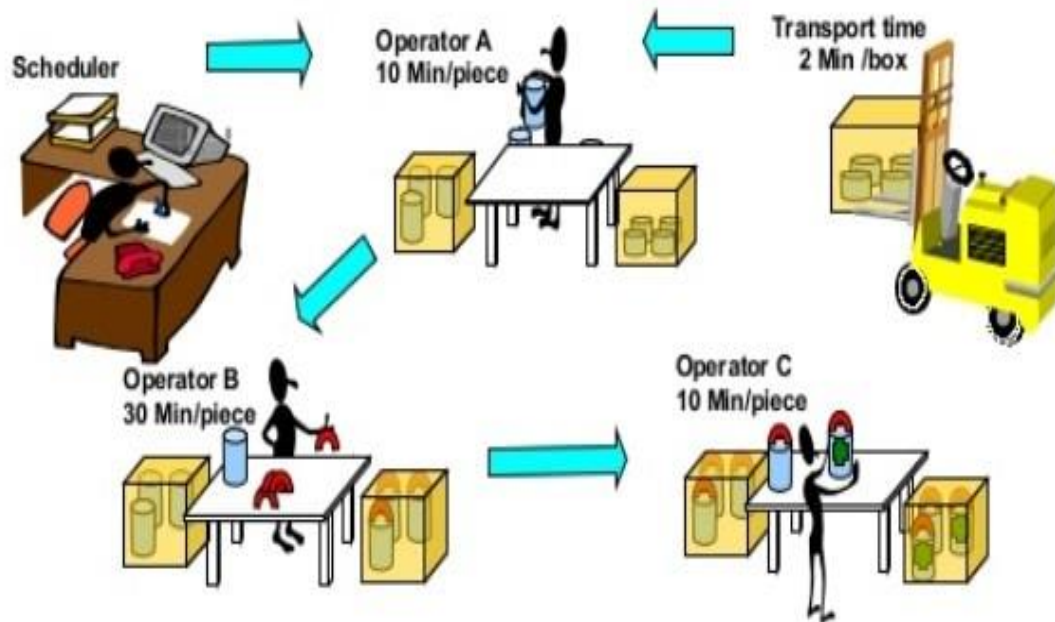 Scheduler
Operator A
10 Min/piece
Transport time
2 Min /box
Operator B
30 Min/piece
Operator C
10 Min/piece